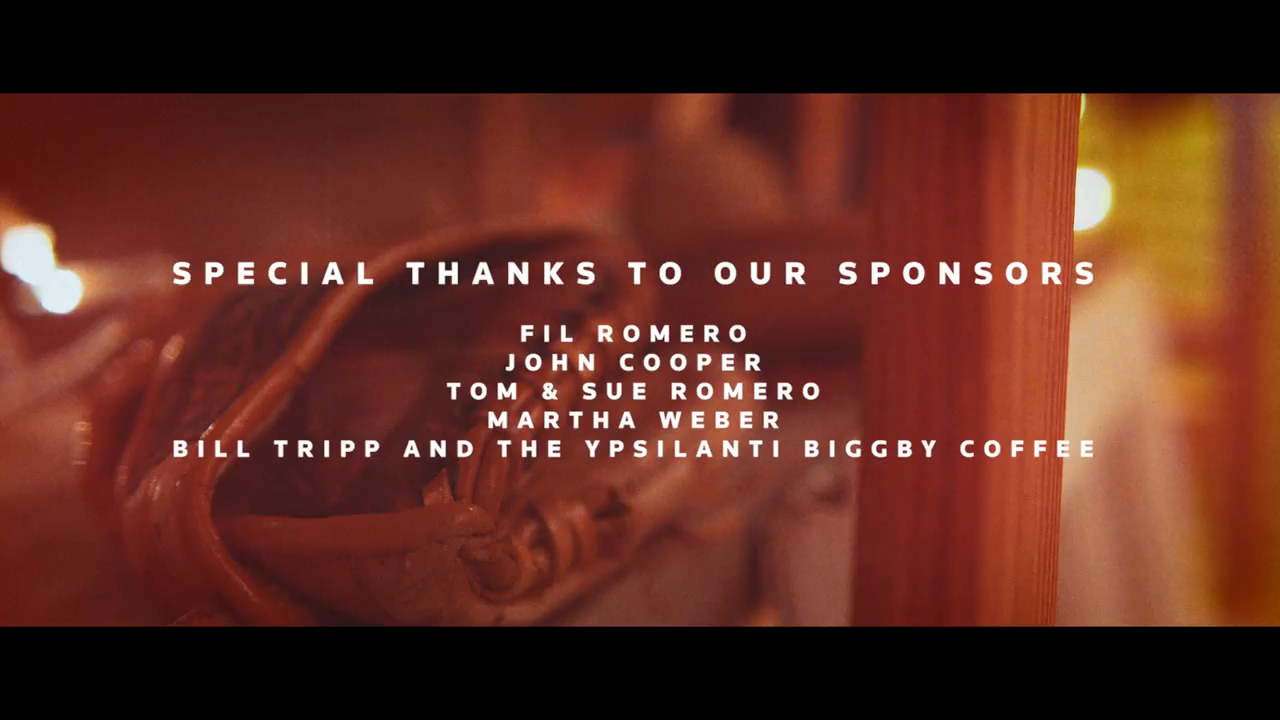 SPECIAL THANKS TO OUR SPONSORS
FIL ROMERO
JOHN COOPER
TOM & SUE ROMERO
MARTHA WEBER
BILL TRIPP AND THE YPSILANTI BIGGBY COFFEE